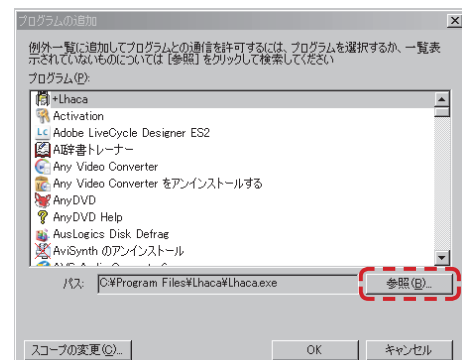 プログラムの追加
例外一覧に追加してプログラムとの通信を許可するには、プログラムを選択するか、一覧表
示されていないものについては [参照] をクリックして検索してください
プログラム(P):
+Lhaca
Activation
Adobe LiveCycle Designer ES2
AI辞書トレーナー
Any Video Converter
Any Video Converter をアンインストールする
AnyDVD
AnyDVD Help
AusLogics Disk Defrag
AviSynth のアンインストール
パス: C:¥Program Files¥Lhaca¥Lhaca.exe 参照(B)...
スコープの変更(C)... OK キャンセル